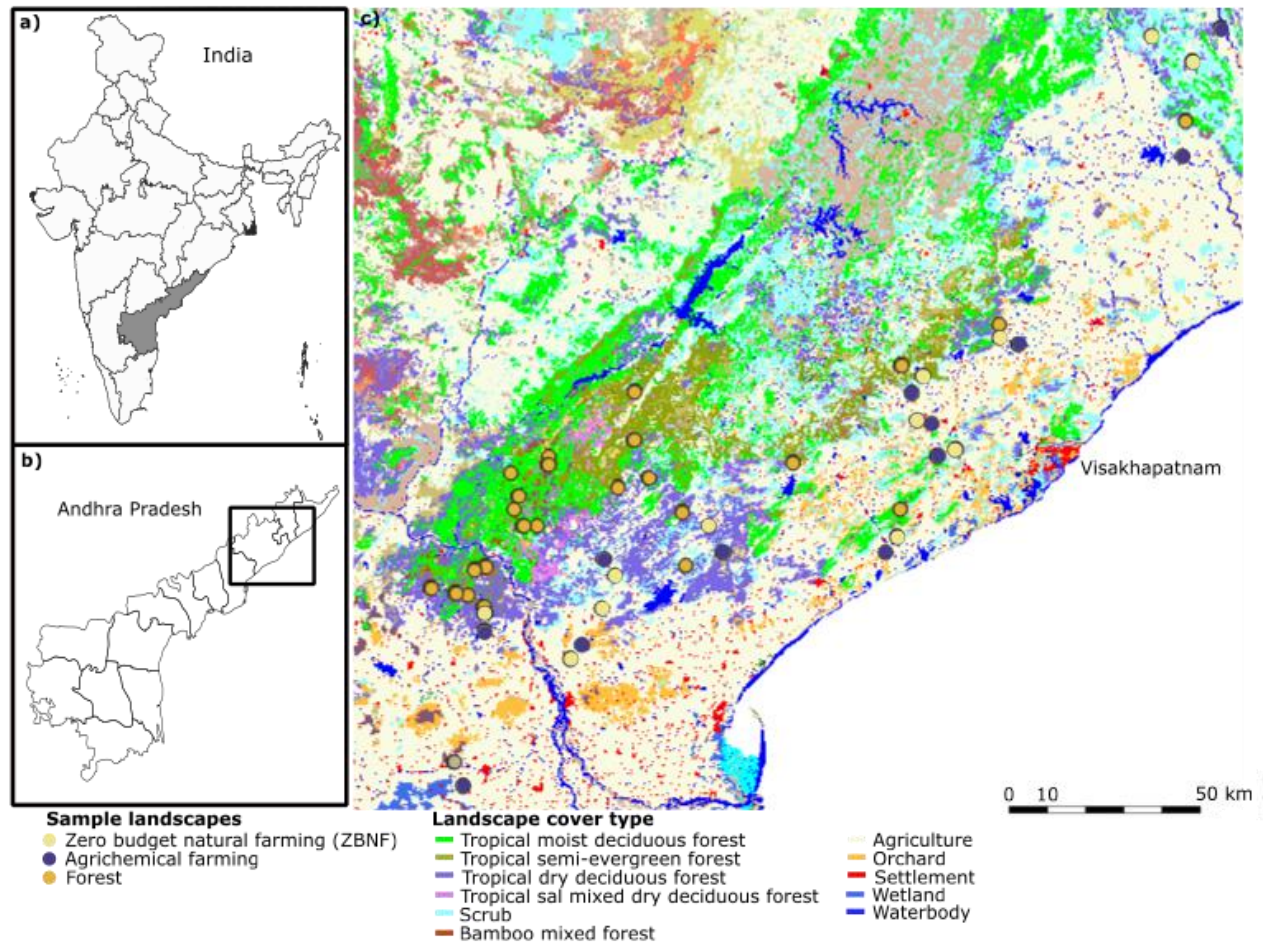 a)
India
b)
Andhra Pradesh
c)
Visakhapatnam
0 10 50 km
Sample landscapes
Zero budget natural farming (ZBNF)
Agrichemical farming
Forest
Landscape cover type
Tropical moist deciduous forest
Tropical semi-evergreen forest
Tropical dry deciduous forest
Tropical sal mixed dry deciduous forest
Scrub
Bamboo mixed forest
Agriculture
Orchard
Settlement
Wetland
Waterbody